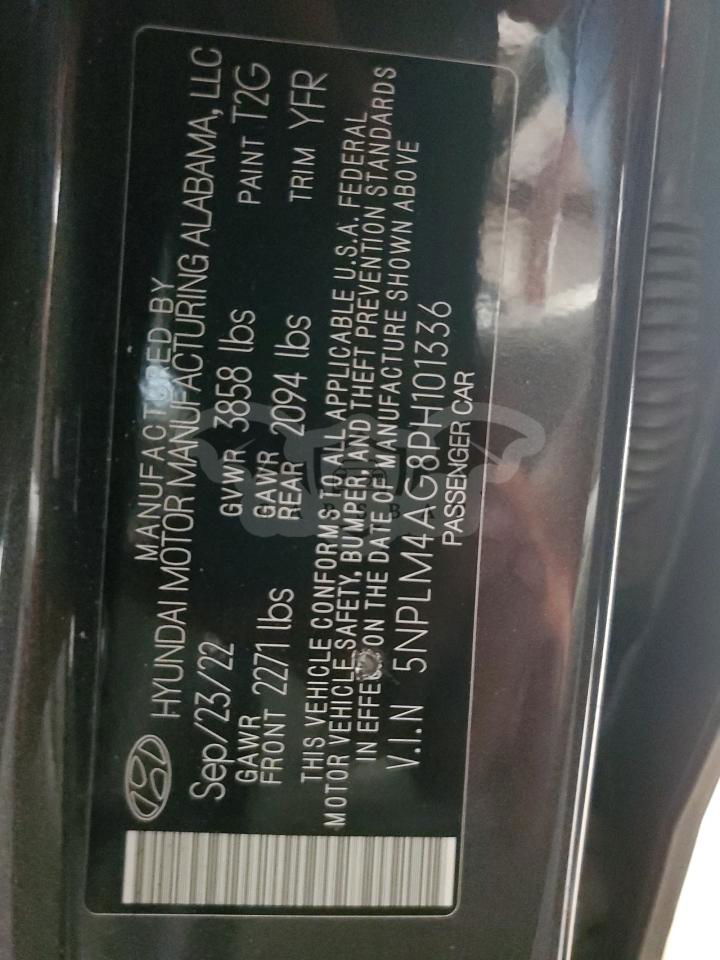 MANUFACTURED BY
HYUNDAI MOTOR MANUFACTURING ALABAMA, LLC
Sep/23/22 GVWR 3858 lbs PAINT T2G
GAWR GAWR
FRONT 2271 lbs REAR 2094 lbs TRIM YFR
THIS VEHICLE CONFORMS TO ALL APPLICABLE U.S.A. FEDERAL
MOTOR VEHICLE SAFETY, BUMPER, AND THEFT PREVENTION STANDARDS
IN EFFECT ON THE DATE OF MANUFACTURE SHOWN ABOVE
V.I.N 5NPLM4AG8PH101336
PASSENGER CAR